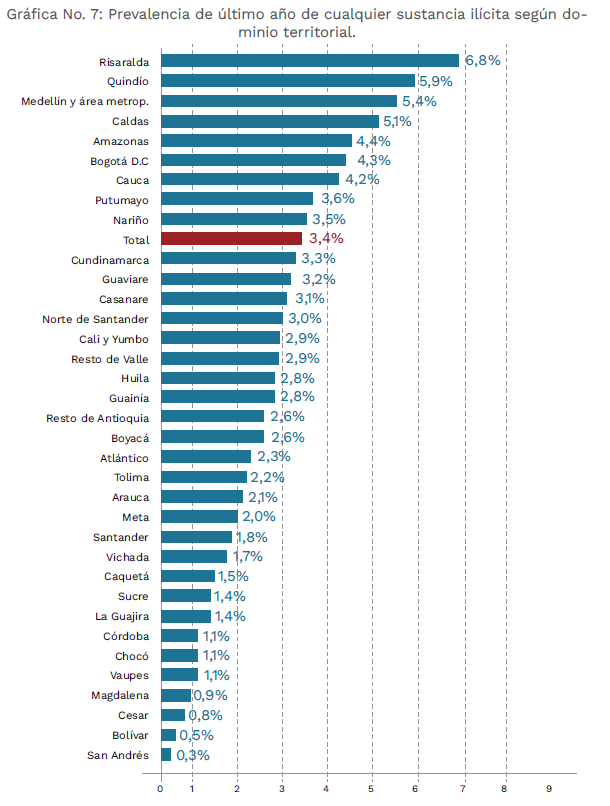 Gráfica No. 7: Prevalencia de último año de cualquier sustancia ilícita según do-
minio territorial.
Risaralda 6,8%
Quindío 5,9%
Medellín y área metrop. 5,4%
Caldas 5,1%
Amazonas 4,4%
Bogotá D.C 4,3%
Cauca 4,2%
Putumayo 3,6%
Nariño 3,5%
Total 3,4%
Cundinamarca 3,3%
Guaviare 3,2%
Casanare 3,1%
Norte de Santander 3,0%
Cali y Yumbo 2,9%
Resto de Valle 2,9%
Huila 2,8%
Guainía 2,8%
Resto de Antioquia 2,6%
Boyacá 2,6%
Atlántico 2,3%
Tolima 2,2%
Arauca 2,1%
Meta 2,0%
Santander 1,8%
Vichada 1,7%
Caquetá 1,5%
Sucre 1,4%
La Guajira 1,4%
Córdoba 1,1%
Chocó 1,1%
Vaupes 1,1%
Magdalena 0,9%
Cesar 0,8%
Bolívar 0,5%
San Andrés 0,3%
0 1 2 3 4 5 6 7 8 9